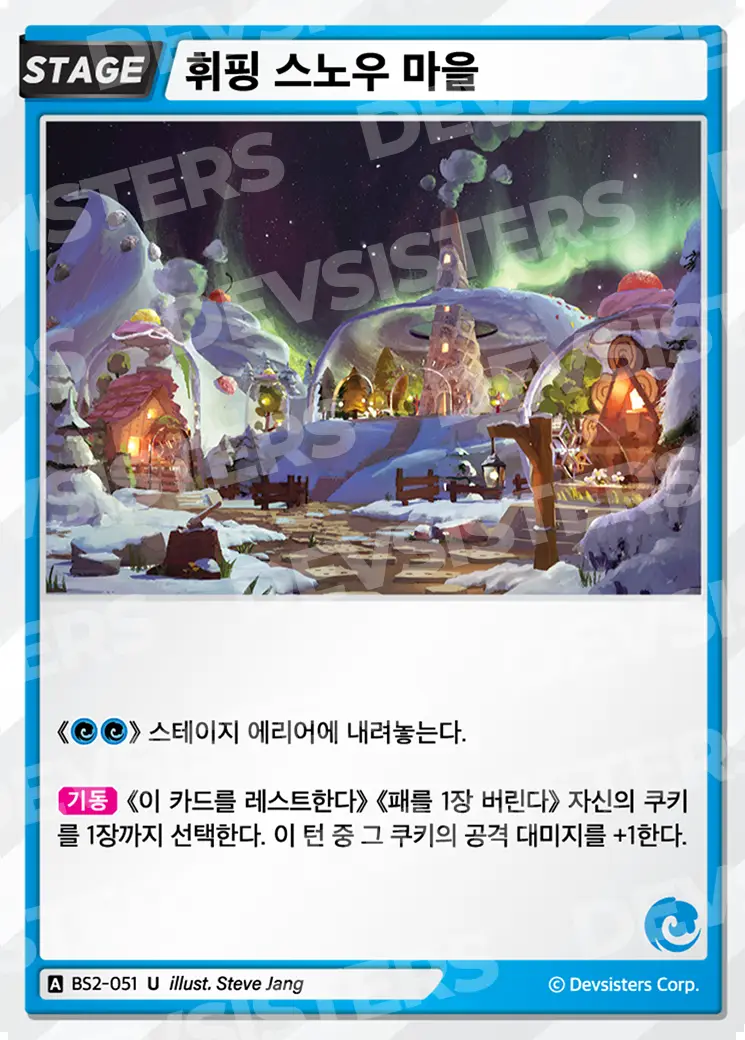 STAGE 휘핑 스노우 마을
《》 스테이지 에리어에 내려놓는다.
기동 《이 카드를 레스트한다》 《패를 1장 버린다》 자신의 쿠키
를 1장까지 선택한다. 이 턴 중 그 쿠키의 공격 대미지를 +1한다.
A BS2-051 U illust. Steve Jang
© Devsisters Corp.
DEVSISTERS